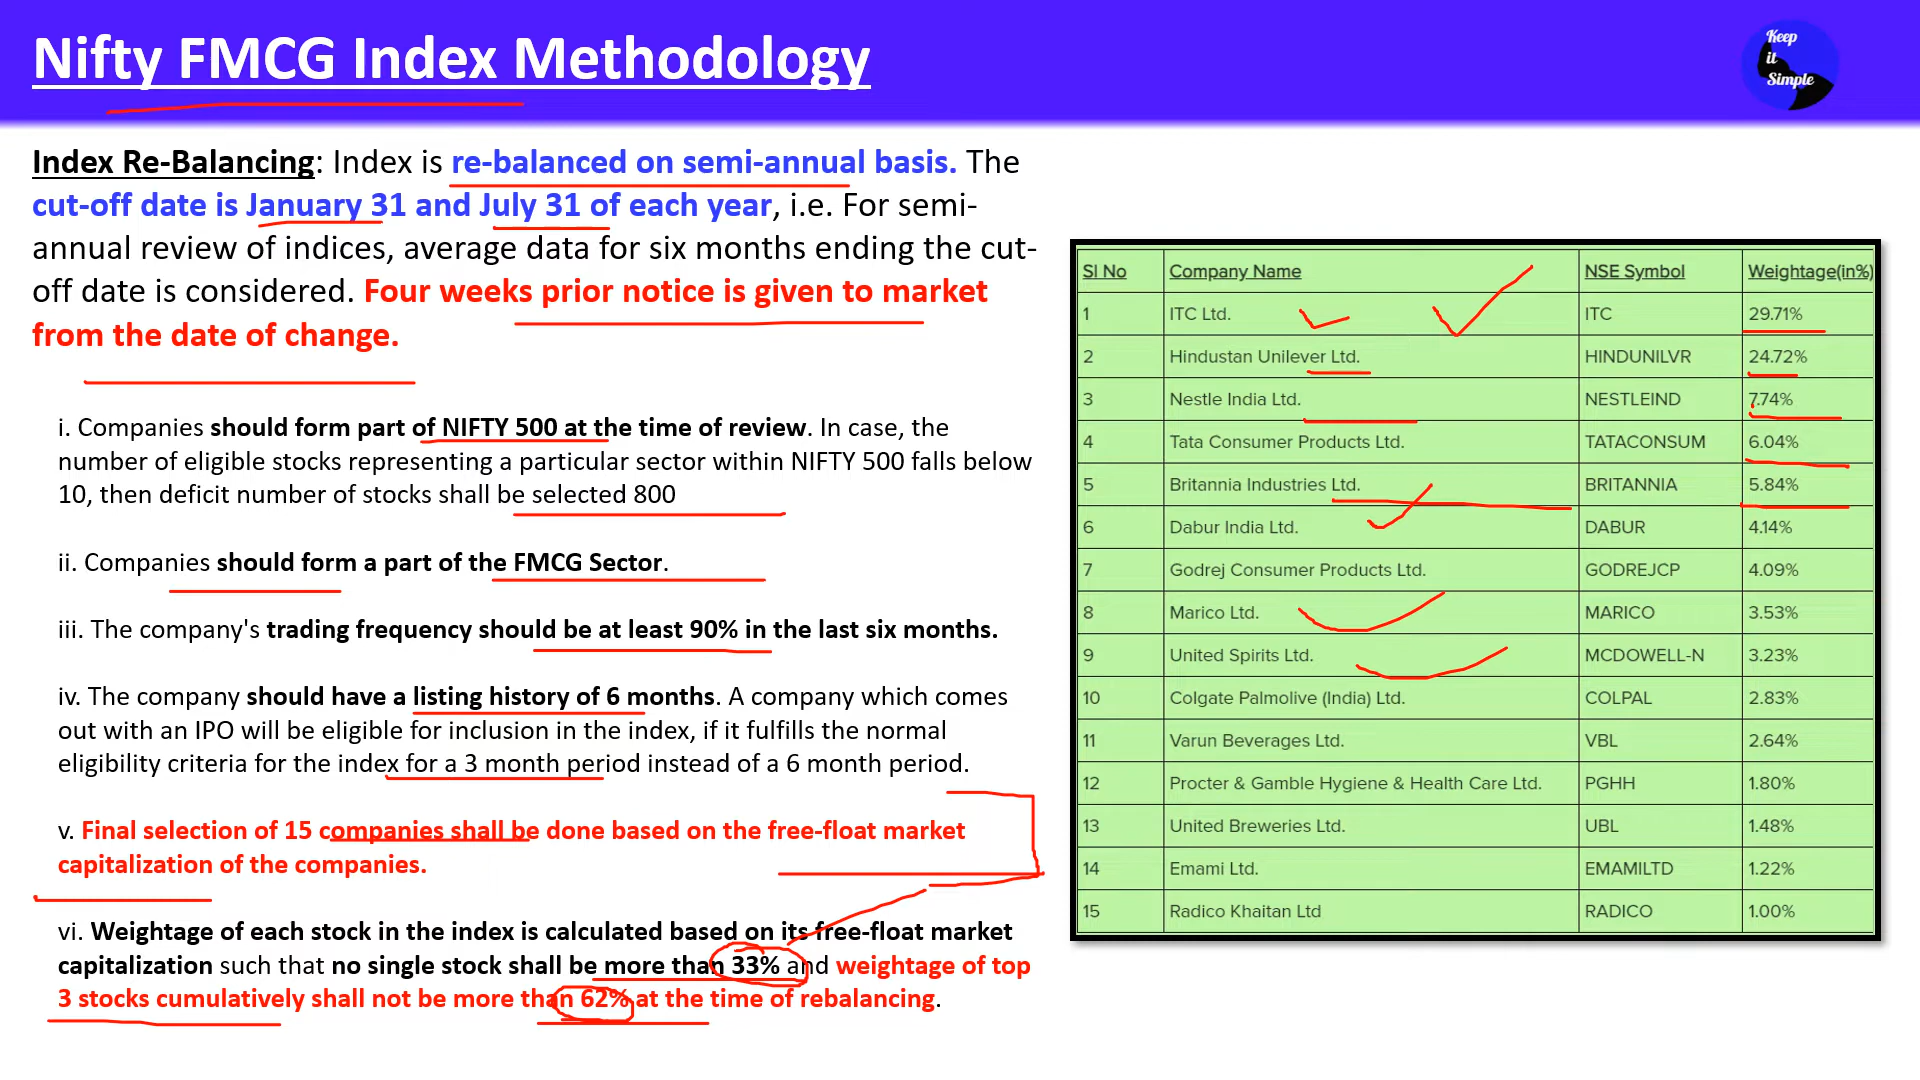 Nifty FMCG Index Methodology
Keep
it
Simple
Index Re-Balancing: Index is re-balanced on semi-annual basis. The
cut-off date is January 31 and July 31 of each year, i.e. For semi-
annual review of indices, average data for six months ending the cut-
off date is considered. Four weeks prior notice is given to market
from the date of change.
i. Companies should form part of NIFTY 500 at the time of review. In case, the
number of eligible stocks representing a particular sector within NIFTY 500 falls below
10, then deficit number of stocks shall be selected 800
ii. Companies should form a part of the FMCG Sector.
iii. The company's trading frequency should be at least 90% in the last six months.
iv. The company should have a listing history of 6 months. A company which comes
out with an IPO will be eligible for inclusion in the index, if it fulfills the normal
eligibility criteria for the index for a 3 month period instead of a 6 month period.
v. Final selection of 15 companies shall be done based on the free-float market
capitalization of the companies.
vi. Weightage of each stock in the index is calculated based on its free-float market
capitalization such that no single stock shall be more than 33% and weightage of top
3 stocks cumulatively shall not be more than 62% at the time of rebalancing.
Sl No Company Name NSE Symbol Weightage(in%)
1 ITC Ltd. ITC 29.71%
2 Hindustan Unilever Ltd. HINDUNILVR 24.72%
3 Nestle India Ltd. NESTLEIND 7.74%
4 Tata Consumer Products Ltd. TATACONSUM 6.04%
5 Britannia Industries Ltd. BRITANNIA 5.84%
6 Dabur India Ltd. DABUR 4.14%
7 Godrej Consumer Products Ltd. GODREJCP 4.09%
8 Marico Ltd. MARICO 3.53%
9 United Spirits Ltd. MCDOWELL-N 3.23%
10 Colgate Palmolive (India) Ltd. COLPAL 2.83%
11 Varun Beverages Ltd. VBL 2.64%
12 Procter & Gamble Hygiene & Health Care Ltd. PGHH 1.80%
13 United Breweries Ltd. UBL 1.48%
14 Emami Ltd. EMAMILTD 1.22%
15 Radico Khaitan Ltd RADICO 1.00%